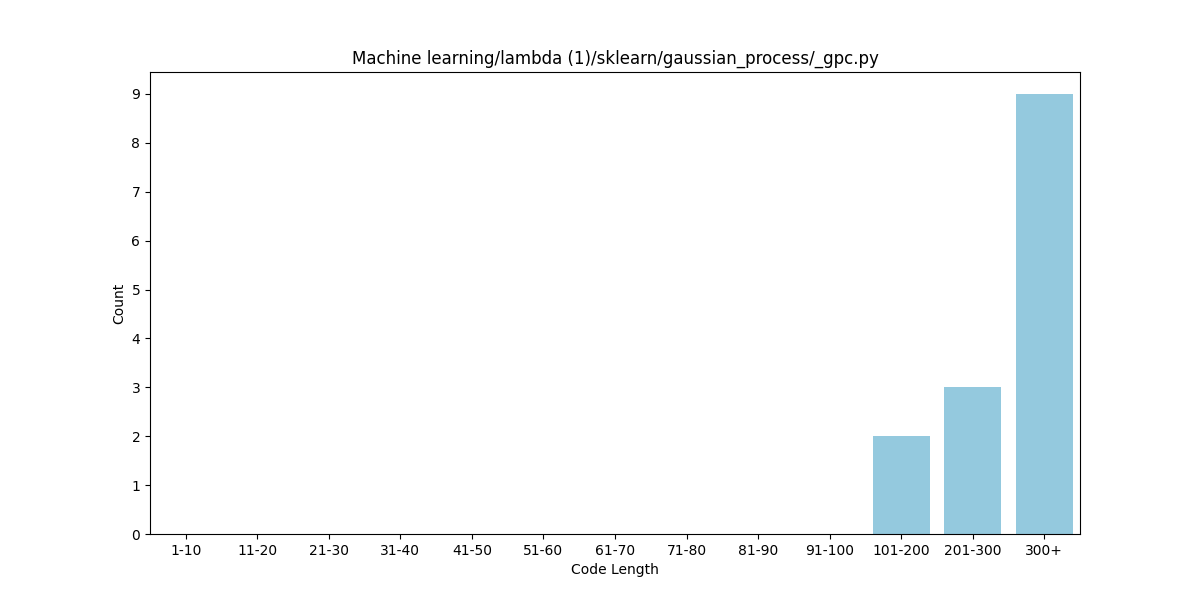 Machine learning/lambda (1)/sklearn/gaussian_process/_gpc.py
9
8
7
6
5
4
3
2
1
0
Count
1-10 11-20 21-30 31-40 41-50 51-60 61-70 71-80 81-90 91-100 101-200 201-300 300+
Code Length